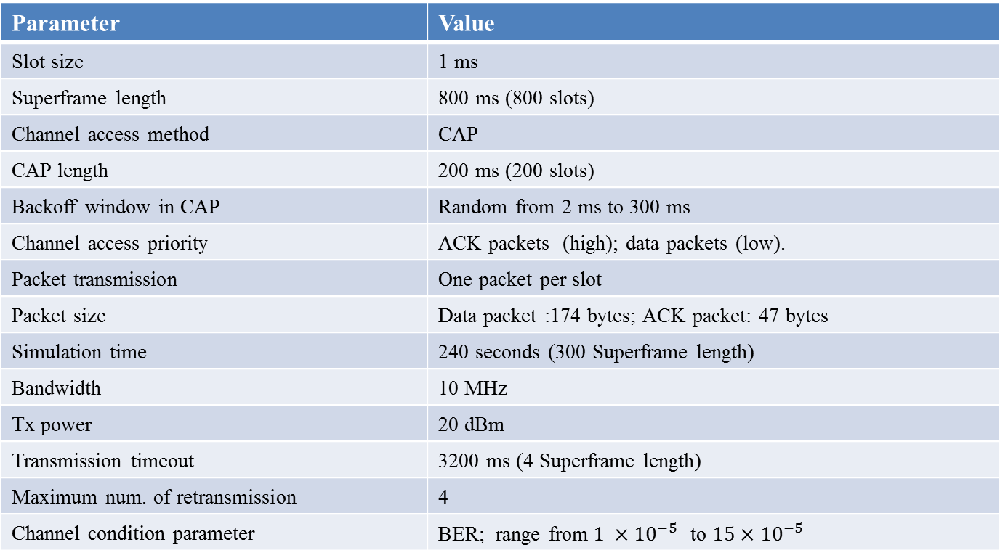 Parameter Value
Slot size 1 ms
Superframe length 800 ms (800 slots)
Channel access method CAP
CAP length 200 ms (200 slots)
Backoff window in CAP Random from 2 ms to 300 ms
Channel access priority ACK packets (high); data packets (low).
Packet transmission One packet per slot
Packet size Data packet :174 bytes; ACK packet: 47 bytes
Simulation time 240 seconds (300 Superframe length)
Bandwidth 10 MHz
Tx power 20 dBm
Transmission timeout 3200 ms (4 Superframe length)
Maximum num. of retransmission 4
Channel condition parameter BER; range from 1 × 10⁻⁵ to 15 × 10⁻⁵